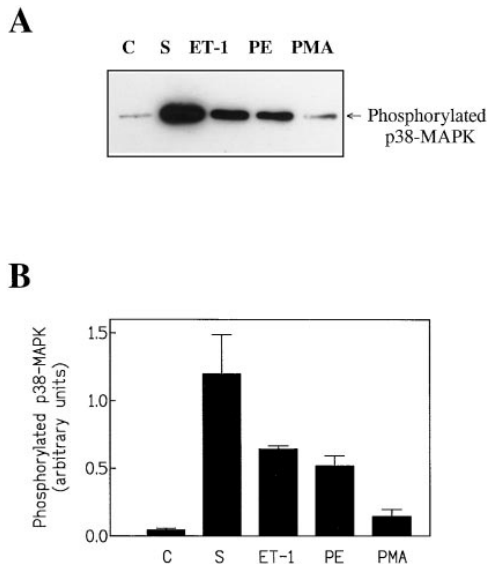 A
C S ET-1 PE PMA
← Phosphorylated
p38-MAPK
B
Phosphorylated p38-MAPK
(arbitrary units)
1.5
1.0
0.5
0.0
C S ET-1 PE PMA